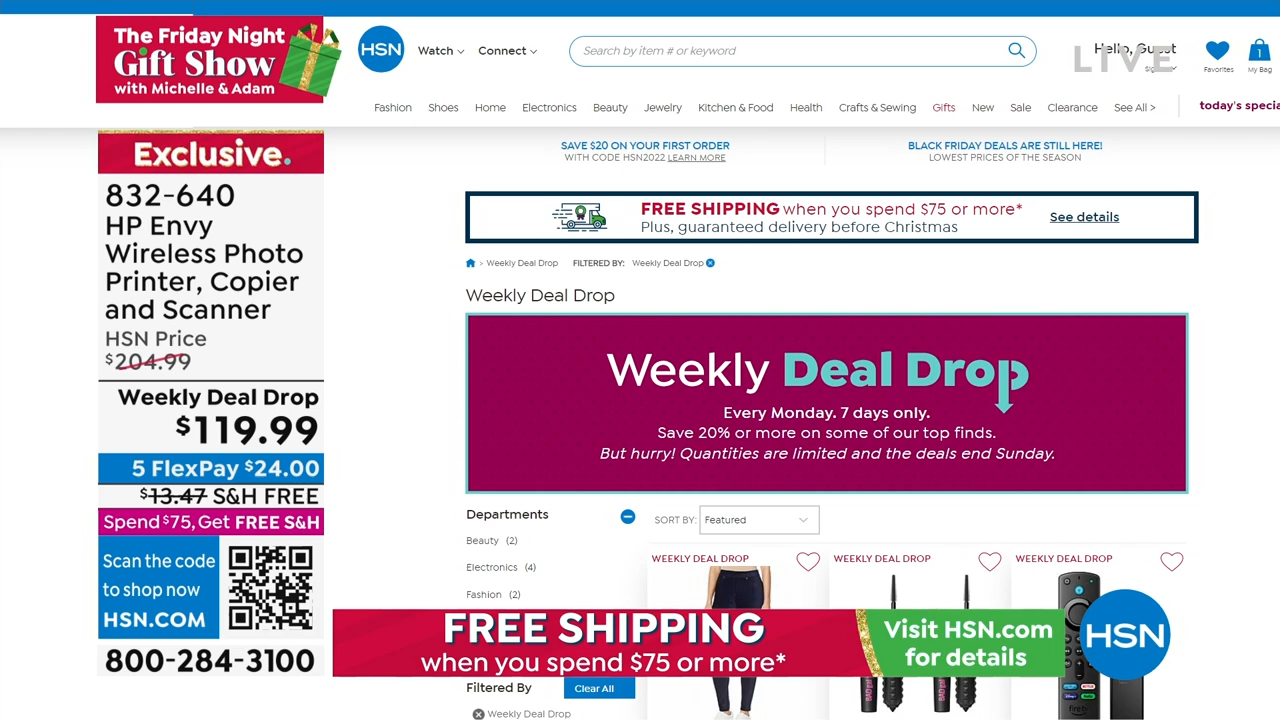 The Friday Night
Gift Show
with Michelle & Adam
HSN
Watch
Connect
Search by item # or keyword
Hello, Guest
LIVE
Favorites
1
My Bag
Fashion
Shoes
Home
Electronics
Beauty
Jewelry
Kitchen & Food
Health
Crafts & Sewing
Gifts
New
Sale
Clearance
See All >
today's specia
SAVE $20 ON YOUR FIRST ORDER
WITH CODE HSN2022 LEARN MORE
BLACK FRIDAY DEALS ARE STILL HERE!
LOWEST PRICES OF THE SEASON
Exclusive.
832-640
HP Envy
Wireless Photo
Printer, Copier
and Scanner
HSN Price
$204.99
Weekly Deal Drop
$119.99
5 FlexPay $24.00
$13.47 S&H FREE
Spend $75, Get FREE S&H
Scan the code
to shop now
HSN.COM
800-284-3100
FREE SHIPPING when you spend $75 or more*
Plus, guaranteed delivery before Christmas
See details
> Weekly Deal Drop
FILTERED BY: Weekly Deal Drop
Weekly Deal Drop
Weekly Deal Drop
Every Monday. 7 days only.
Save 20% or more on some of our top finds.
But hurry! Quantities are limited and the deals end Sunday.
Departments
Beauty (2)
Electronics (4)
Fashion (2)
SORT BY: Featured
WEEKLY DEAL DROP
WEEKLY DEAL DROP
WEEKLY DEAL DROP
FREE SHIPPING
when you spend $75 or more*
Visit HSN.com
for details
HSN
Filtered By
Clear All
Weekly Deal Drop